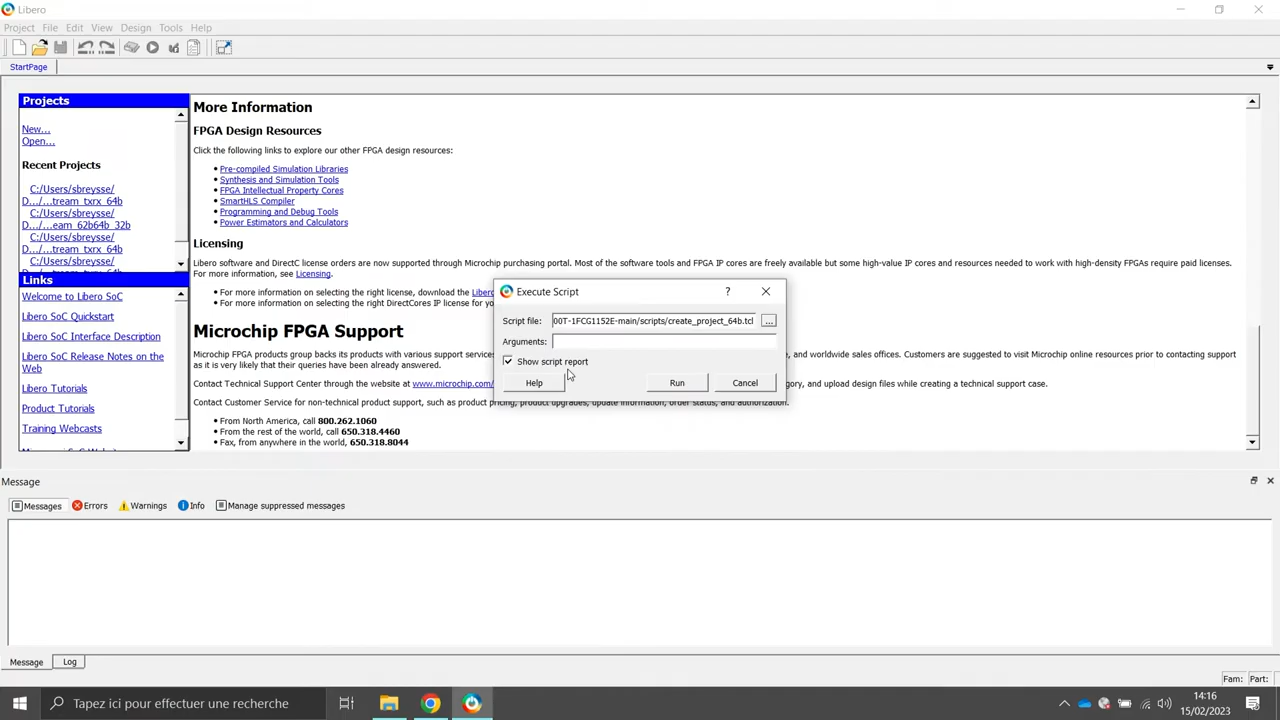 Libero
Project File Edit View Design Tools Help
StartPage
Projects
New...
Open...
Recent Projects
C:/Users/sbreysse/
D.../...tream_txrx_64b
C:/Users/sbreysse/
D.../...eam_62b64b_32b
C:/Users/sbreysse/
D.../...tream_txrx_64b
C:/Users/sbreysse/
Links
Welcome to Libero SoC
Libero SoC Quickstart
Libero SoC Interface Description
Libero SoC Release Notes on the
Web
Libero Tutorials
Product Tutorials
Training Webcasts
More Information
FPGA Design Resources
Click the following links to explore our other FPGA design resources:
• Pre-compiled Simulation Libraries
• Synthesis and Simulation Tools
• FPGA Intellectual Property Cores
• SmartHLS Compiler
• Programming and Debug Tools
• Power Estimators and Calculators
Licensing
Libero software and DirectC license orders are now supported through Microchip purchasing portal. Most of the software tools and FPGA IP cores are freely available but some high-value IP cores and resources needed to work with high-density FPGAs require paid licenses.
For more information, see Licensing.
• For more information on selecting the right license, download the Libero
• For more information on selecting the right DirectCores IP license for yo
Microchip FPGA Support
Microchip FPGA products group backs its products with various support services
, and worldwide sales offices. Customers are suggested to visit Microchip online resources prior to contacting support
as it is very likely that their queries have been already answered.
Contact Technical Support Center through the website at www.microchip.com/
gory, and upload design files while creating a technical support case.
Contact Customer Service for non-technical product support, such as product pricing, product upgrades, update information, order status, and authorization.
• From North America, call 800.262.1060
• From the rest of the world, call 650.318.4460
• Fax, from anywhere in the world, 650.318.8044
Execute Script
?
Script file: 00T-1FCG1152E-main/scripts/create_project_64b.tcl ...
Arguments:
Show script report
Help Run Cancel
Message
Messages Errors Warnings Info Manage suppressed messages
Message Log
Fam: Part:
Tapez ici pour effectuer une recherche
14:16
15/02/2023